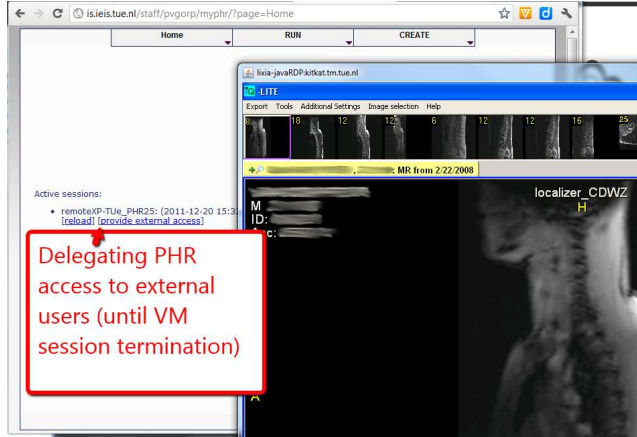 is.ieis.tue.nl/staff/pvgorp/myphr/?page=Home
Home RUN CREATE
lixia-javaRDP:kitkat.tm.tue.nl
-LITE
Export Tools Additional Settings Image selection Help
8 18 12 12 6 12 12 16 25
, : MR from 2/22/2008
Active sessions:
remoteXP-TUe_PHR25: (2011-12-20 15:3
[reload] [provide external access]
localizer_CDWZ
H
M
ID:
Acc:
Delegating PHR
access to external
users (until VM
session termination)
A